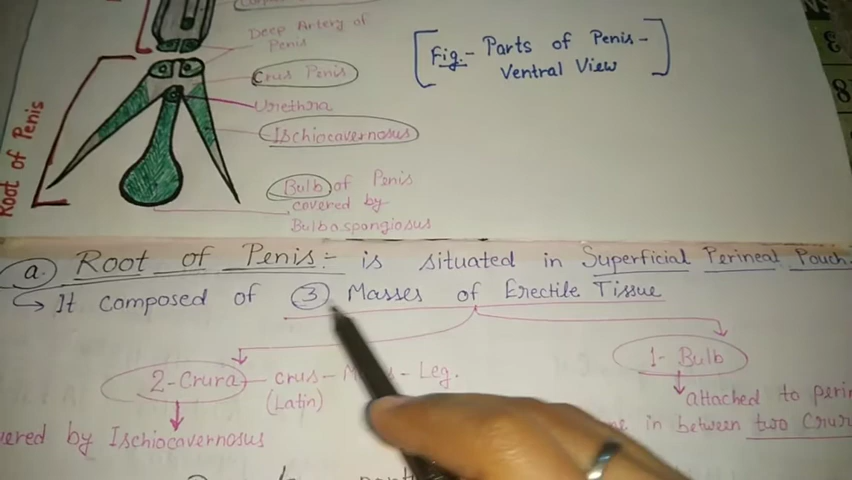 Deep Artery of
Penis
Crus Penis
Urethra
Ischiocavernosus
Bulb of Penis
covered by
Bulbospongiosus
Root of Penis
Fig:- Parts of Penis-
Ventral View
a. Root of Penis:- is situated in Superficial Perineal Pouch.
It composed of 3 Masses of Erectile Tissue
2-Crura - Crus- - Leg.
(Latin)
1- Bulb
attached to
in between two
by Ischiocavernosus